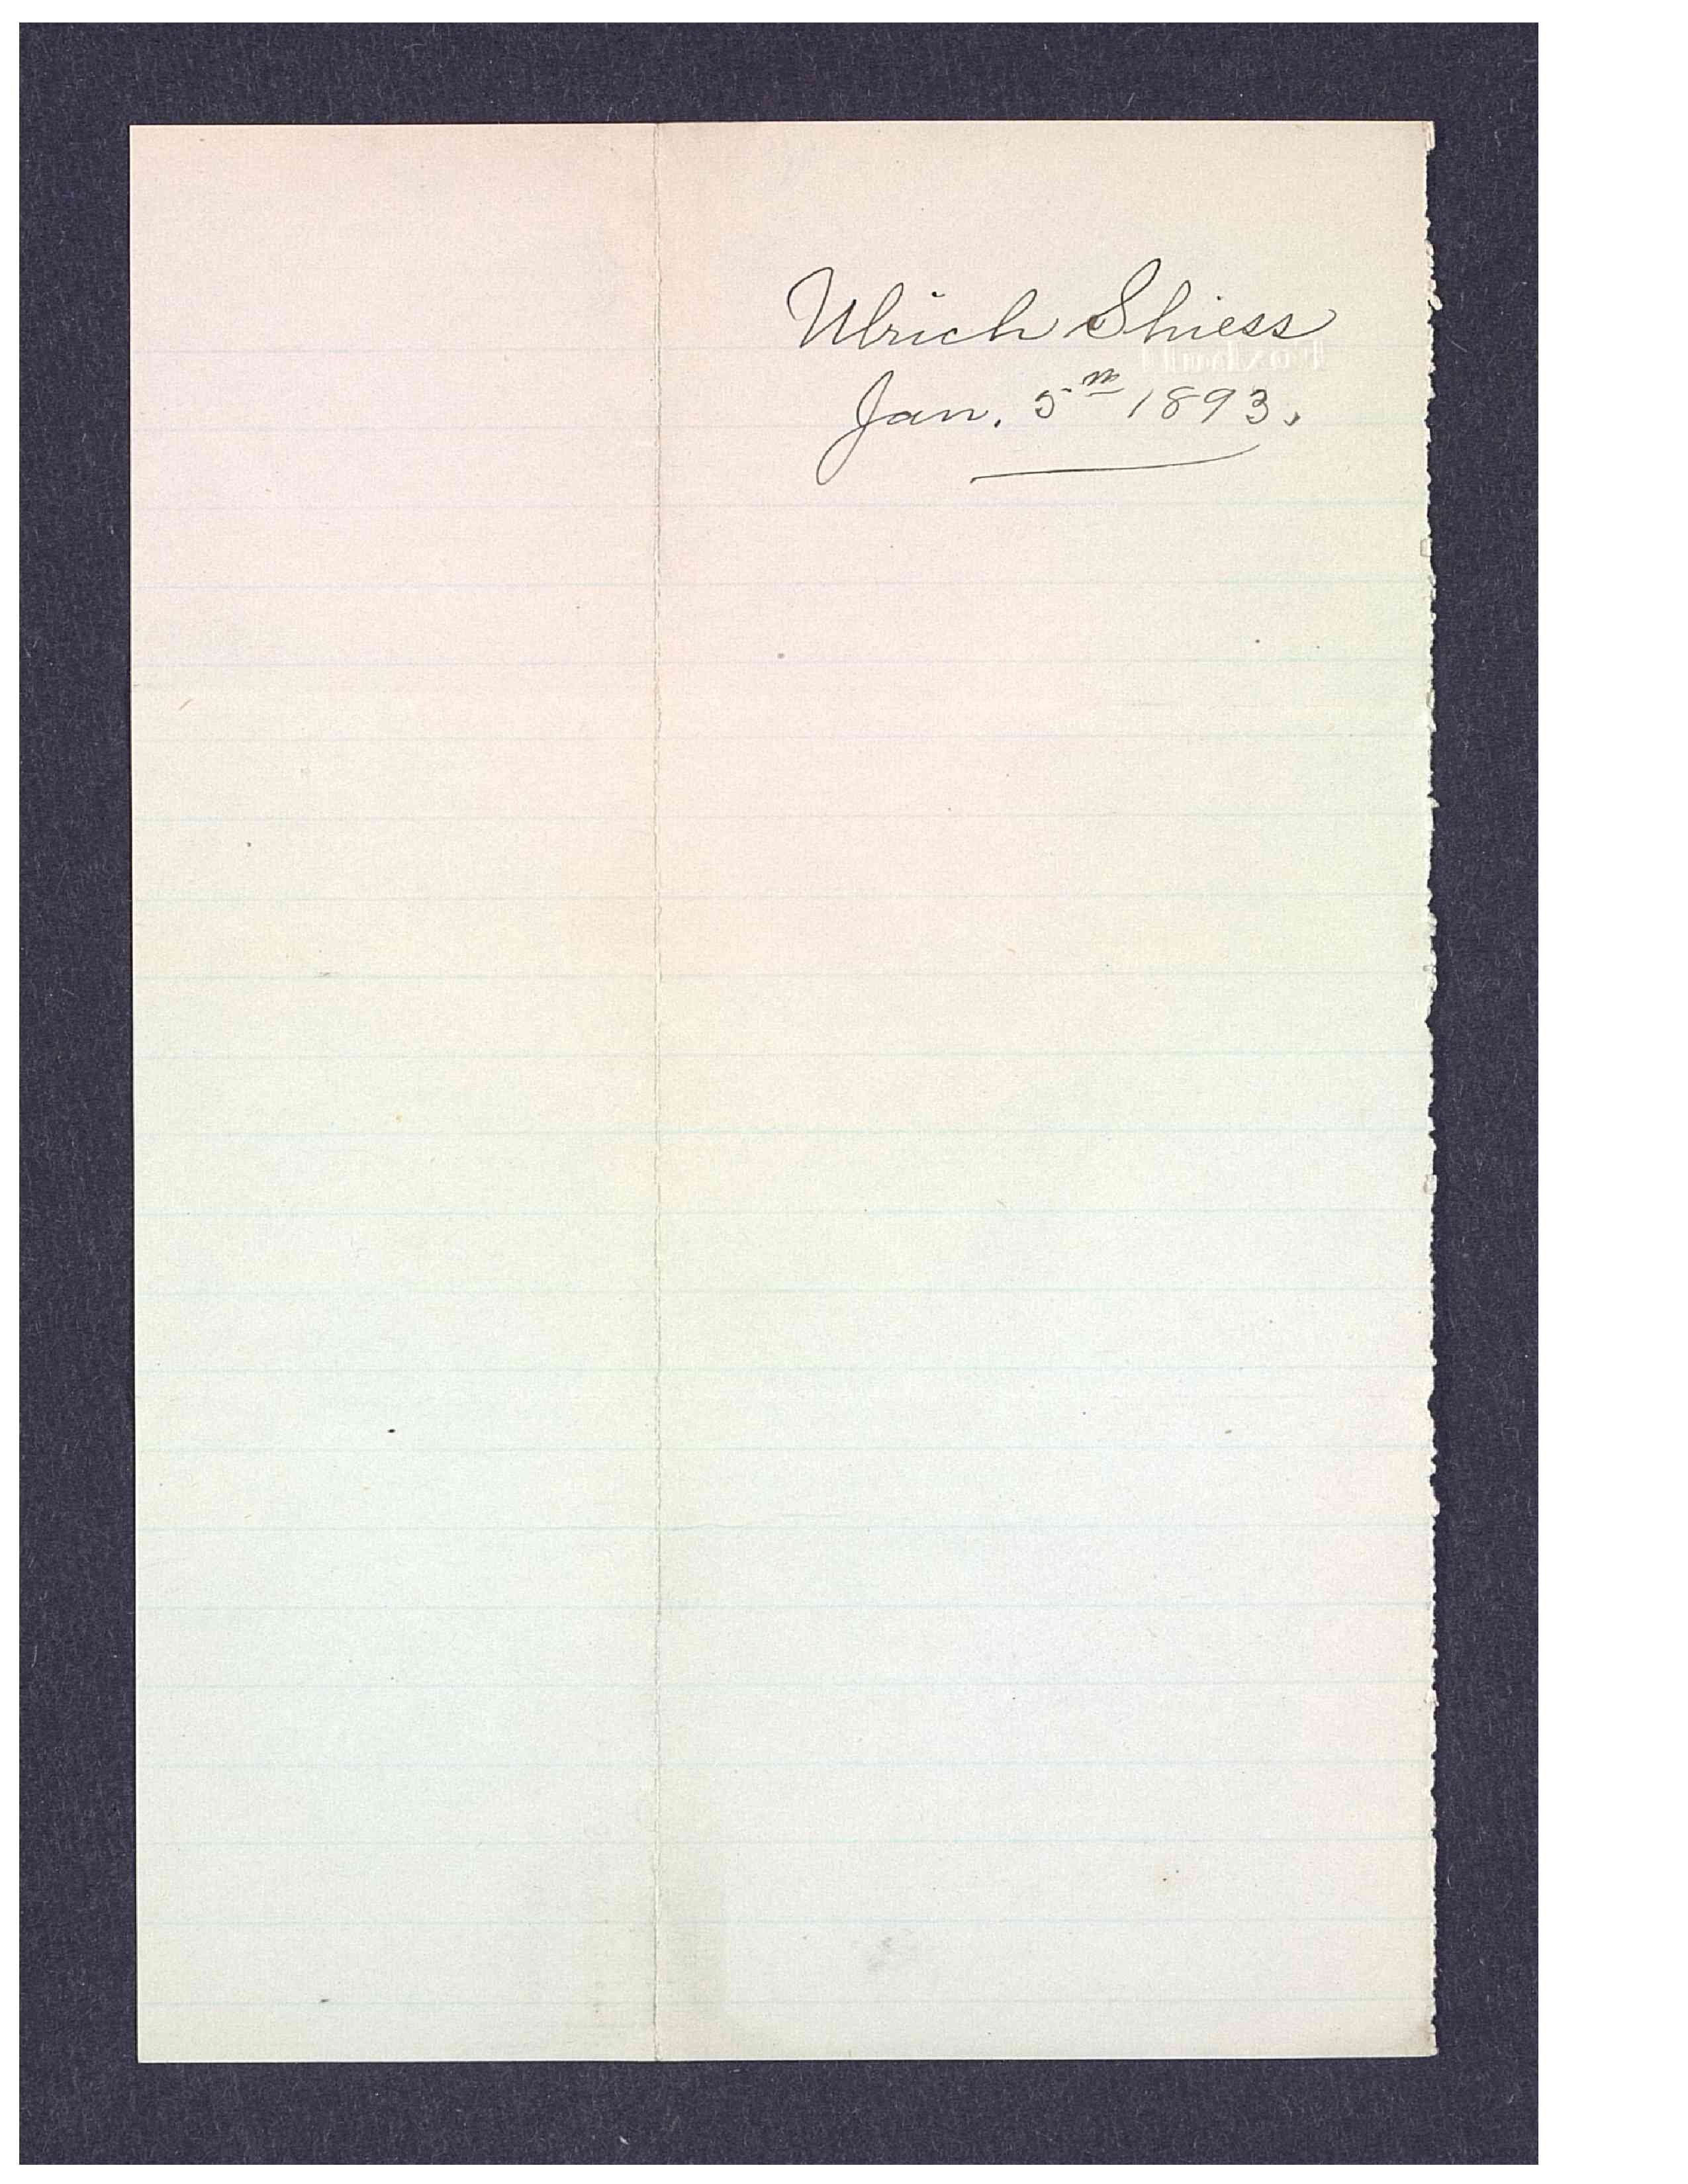 Ulrich Shiess
Jan. 5th 1893.